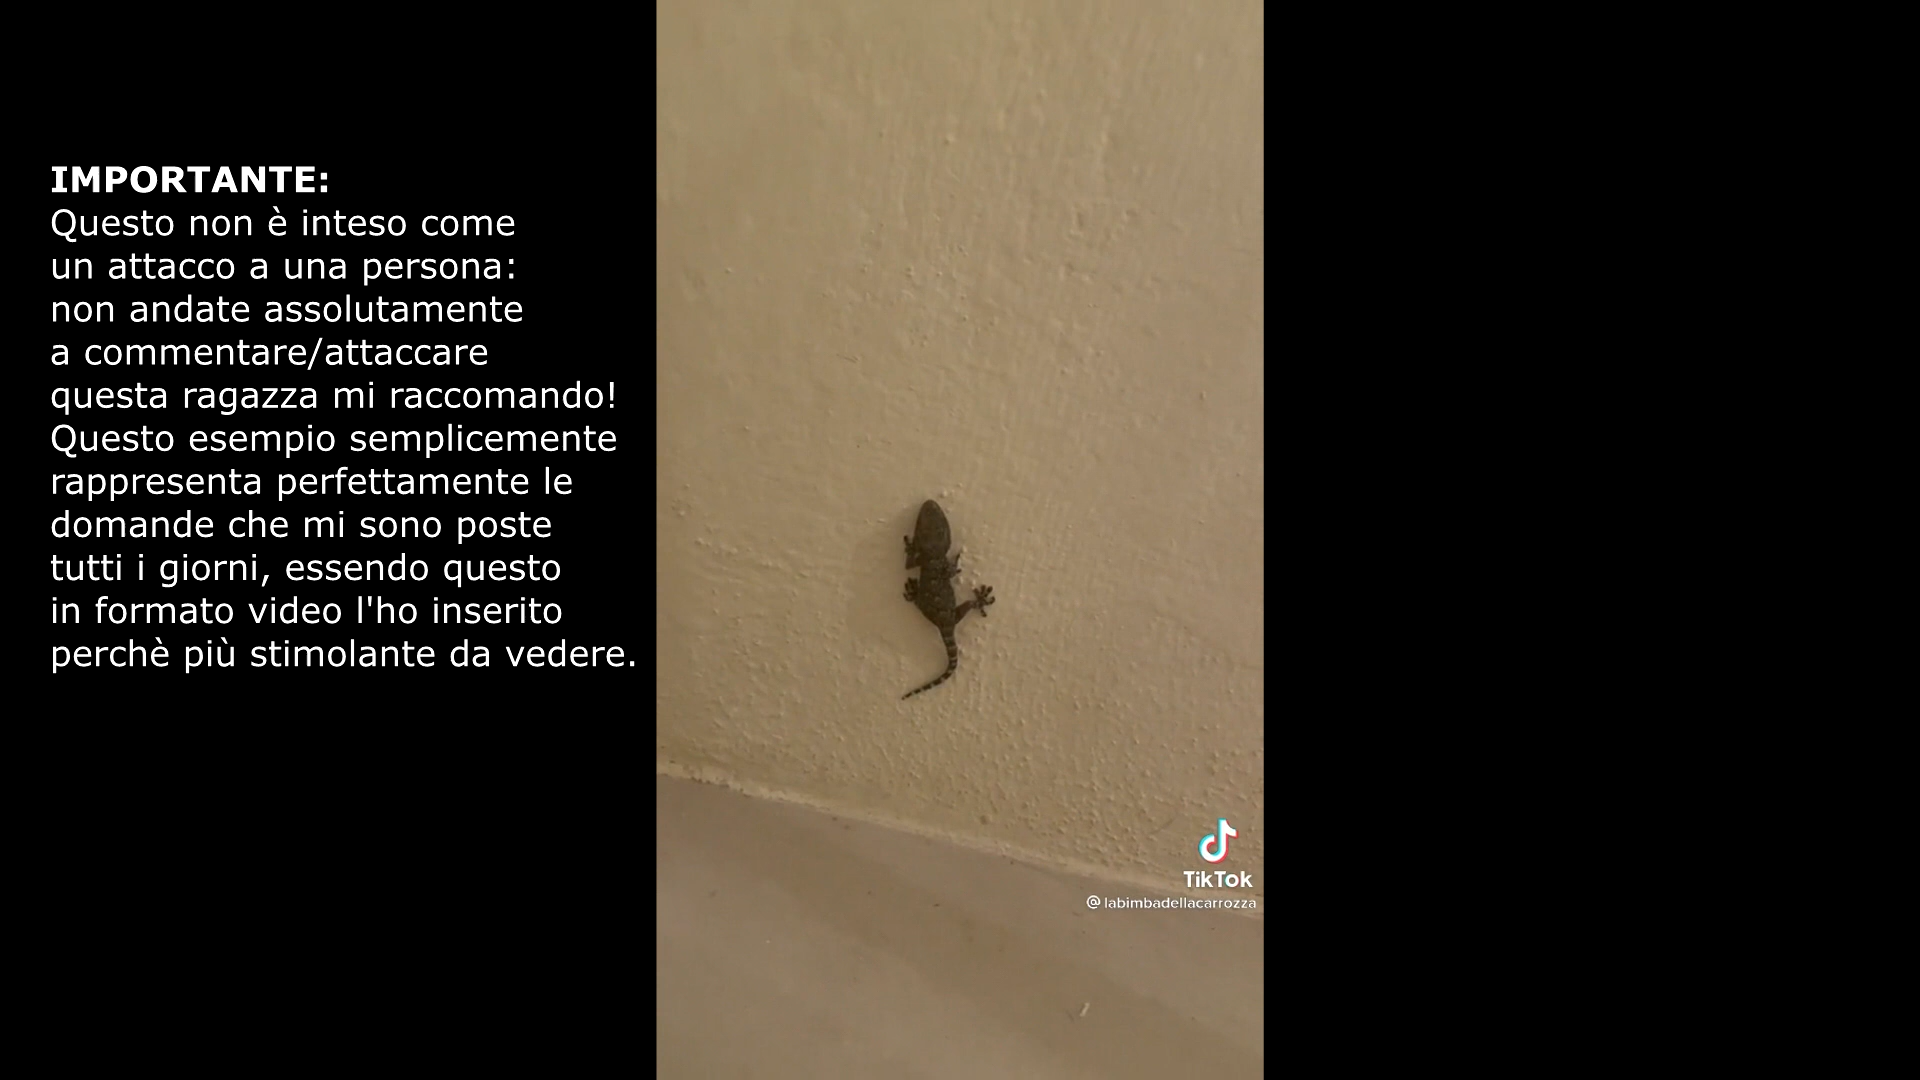 IMPORTANTE:
Questo non è inteso come
un attacco a una persona:
non andate assolutamente
a commentare/attaccare
questa ragazza mi raccomando!
Questo esempio semplicemente
rappresenta perfettamente le
domande che mi sono poste
tutti i giorni, essendo questo
in formato video l'ho inserito
perchè più stimolante da vedere.
TikTok
@ labimbadellacarrozza